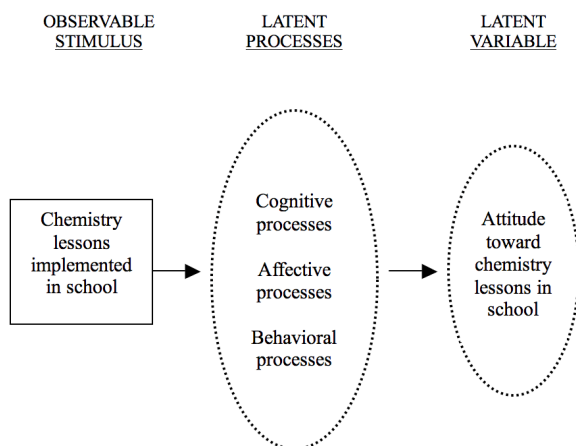 OBSERVABLE
STIMULUS
LATENT
PROCESSES
LATENT
VARIABLE
Chemistry
lessons
implemented
in school
Cognitive
processes
Affective
processes
Behavioral
processes
Attitude
toward
chemistry
lessons in
school